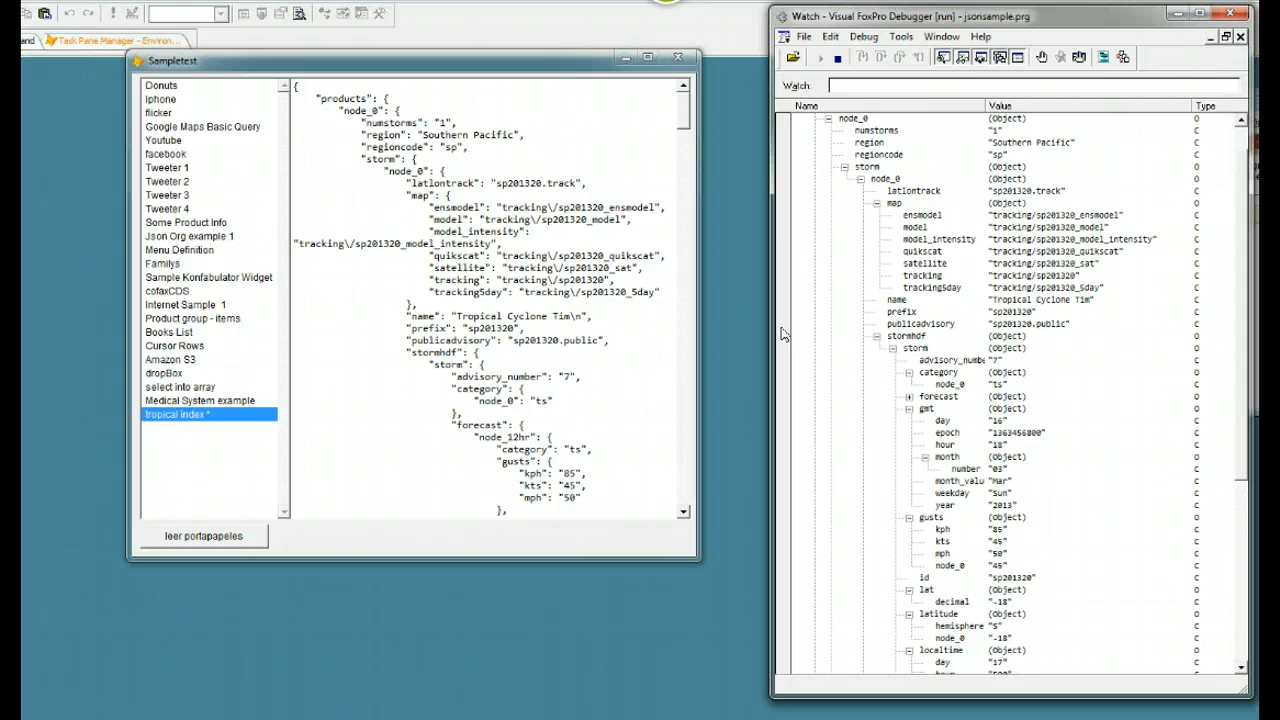 and
Task Pane Manager - Environ...
Sampletest
Donuts
Iphone
flicker
Google Maps Basic Query
Youtube
facebook
Tweeter 1
Tweeter 2
Tweeter 3
Tweeter 4
Some Product Info
Json Org example 1
Menu Definition
Familys
Sample Konfabulator Widget
cofaxCDS
Internet Sample 1
Product group - items
Books List
Cursor Rows
Amazon S3
dropBox
select into array
Medical System example
tropical index *
{
"products": {
"node_0": {
"numstorms": "1",
"region": "Southern Pacific",
"regioncode": "sp",
"storm": {
"node_0": {
"latlontrack": "sp201320.track",
"map": {
"ensmodel": "tracking\/sp201320_ensmodel",
"model": "tracking\/sp201320_model",
"model_intensity":
"tracking\/sp201320_model_intensity",
"quikscat": "tracking\/sp201320_quikscat",
"satellite": "tracking\/sp201320_sat",
"tracking": "tracking\/sp201320",
"tracking5day": "tracking\/sp201320_5day"
},
"name": "Tropical Cyclone Tim\n",
"prefix": "sp201320",
"publicadvisory": "sp201320.public",
"stormhdf": {
"storm": {
"advisory_number": "7",
"category": {
"node_0": "ts"
},
"forecast": {
"node_12hr": {
"category": "ts",
"gusts": {
"kph": "85",
"kts": "45",
"mph": "50"
},
leer portapapeles
Watch - Visual FoxPro Debugger [run] - jsonsample.prg
File Edit Debug Tools Window Help
Watch:
Name Value Type
node_0 (Object) O
numstorms "1" C
region "Southern Pacific" C
regioncode "sp" C
storm (Object) O
node_0 (Object) O
latlontrack "sp201320.track" C
map (Object) O
ensmodel "tracking/sp201320_ensmodel" C
model "tracking/sp201320_model" C
model_intensity "tracking/sp201320_model_intensity" C
quikscat "tracking/sp201320_quikscat" C
satellite "tracking/sp201320_sat" C
tracking "tracking/sp201320" C
tracking5day "tracking/sp201320_5day" C
name "Tropical Cyclone Tim" C
prefix "sp201320" C
publicadvisory "sp201320.public" C
stormhdf (Object) O
storm (Object) O
advisory_numbe "7" C
category (Object) O
node_0 "ts" C
forecast (Object) O
gmt (Object) O
day "16" C
epoch "1363456800" C
hour "18" C
month (Object) O
number "03" C
month_valu "Mar" C
weekday "Sun" C
year "2013" C
gusts (Object) O
kph "85" C
kts "45" C
mph "50" C
node_0 "45" C
id "sp201320" C
lat (Object) O
decimal "-18" C
latitude (Object) O
hemisphere "S" C
node_0 "-18" C
localtime (Object) O
day "17" C